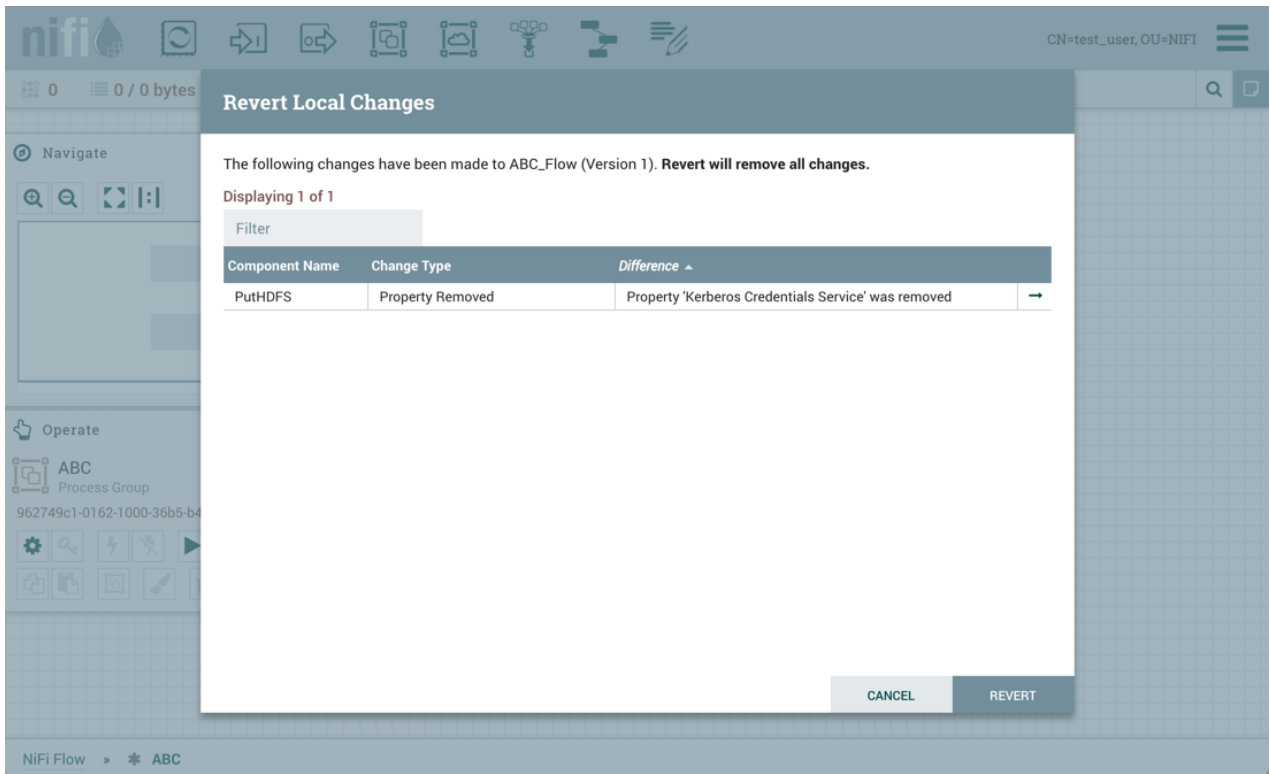 nifi
CN=test_user, OU=NIFI
0 0 / 0 bytes
Revert Local Changes
Navigate
The following changes have been made to ABC_Flow (Version 1). Revert will remove all changes.
Displaying 1 of 1
Filter
Component Name Change Type Difference
PutHDFS Property Removed Property 'Kerberos Credentials Service' was removed
Operate
ABC
Process Group
962749c1-0162-1000-36b5-b4
CANCEL REVERT
NiFi Flow » ABC